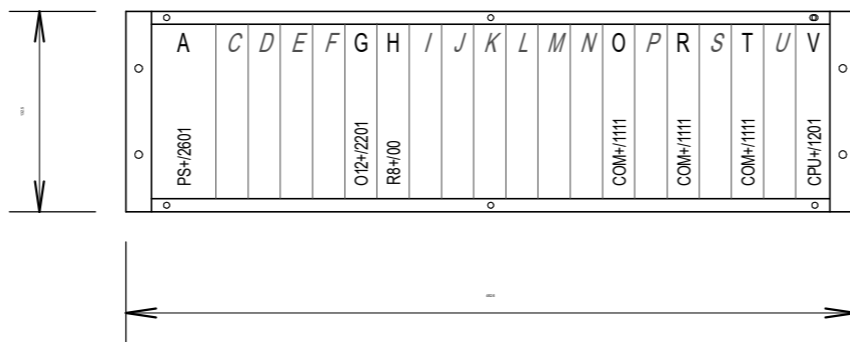 A C D E F G H I J K L M N O P R S T U V
PS+/2601
O12+/2201
R8+/00
COM+/1111
COM+/1111
COM+/1111
CPU+/1201